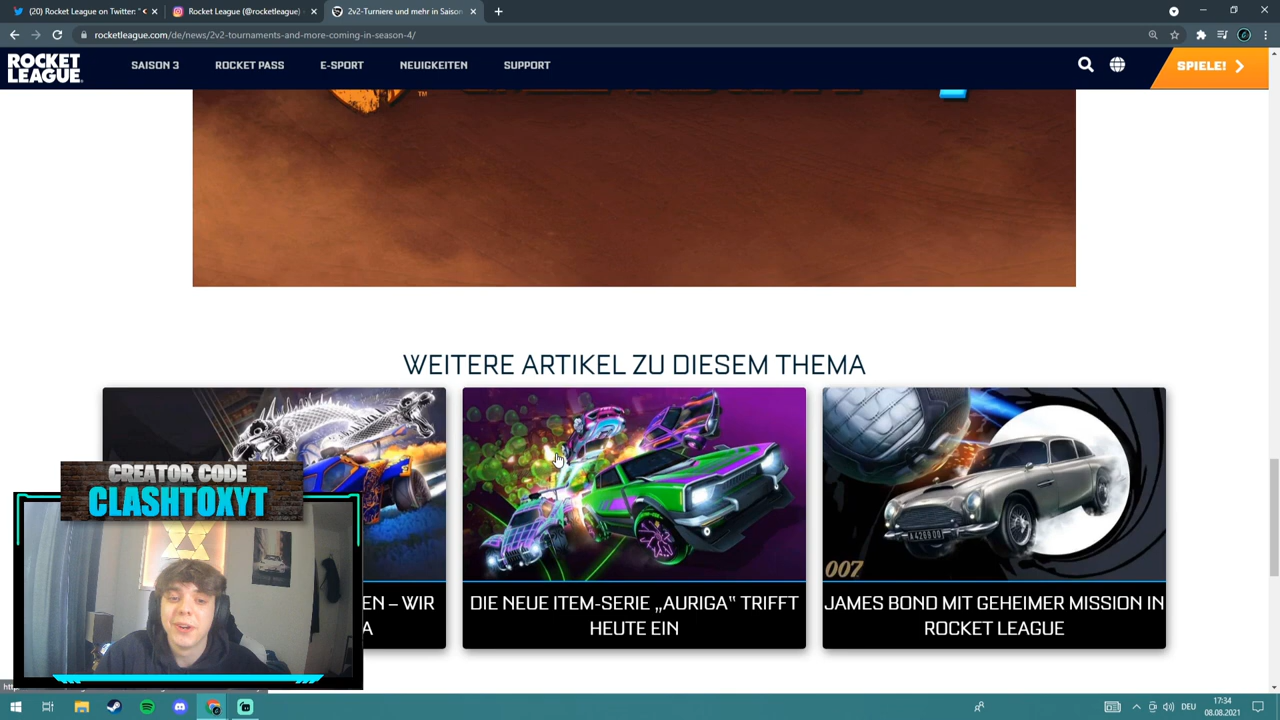 (20) Rocket League on Twitter: "
Rocket League (@rocketleague)
2v2-Turniere und mehr in Saison
rocketleague.com/de/news/2v2-tournaments-and-more-coming-in-season-4/
ROCKET
LEAGUE
SAISON 3
ROCKET PASS
E-SPORT
NEUIGKEITEN
SUPPORT
SPIELE!
WEITERE ARTIKEL ZU DIESEM THEMA
CREATOR CODE
CLASHTOXYT
EN – WIR
A
DIE NEUE ITEM-SERIE „AURIGA“ TRIFFT
HEUTE EIN
007
JAMES BOND MIT GEHEIMER MISSION IN
ROCKET LEAGUE
DEU
17:34
08.08.2021